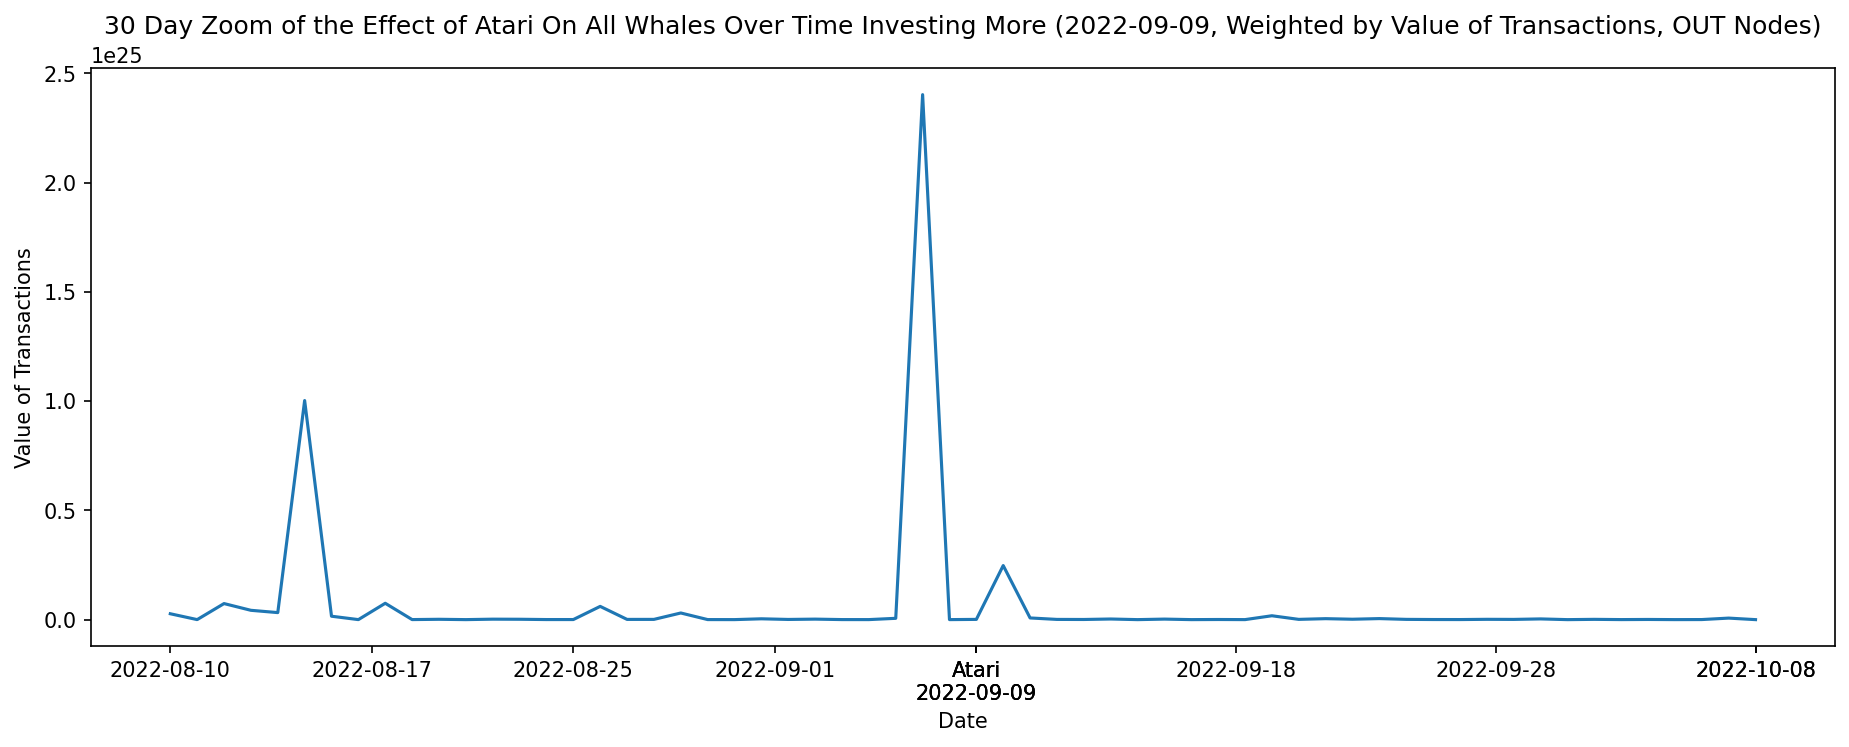 30 Day Zoom of the Effect of Atari On All Whales Over Time Investing More (2022-09-09, Weighted by Value of Transactions, OUT Nodes)
1e25
2.5
2.0
1.5
1.0
0.5
0.0
Value of Transactions
2022-08-10 2022-08-17 2022-08-25 2022-09-01 Atari 2022-09-18 2022-09-28 2022-10-08
2022-09-09
Date